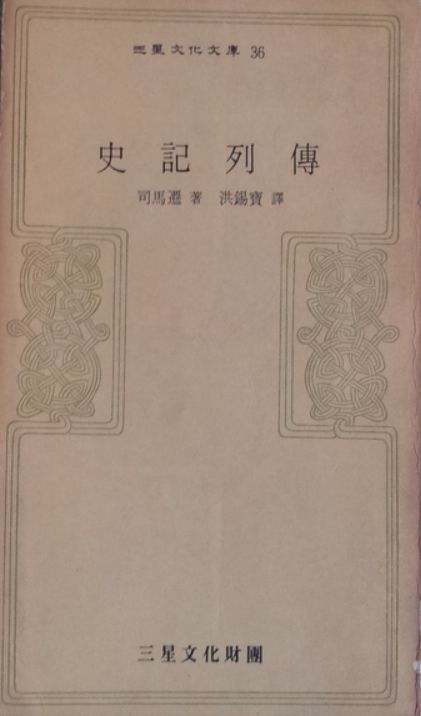 三星文化文庫 36
史記列傳
司馬遷 著 洪錫寶 譯
三星文化財團